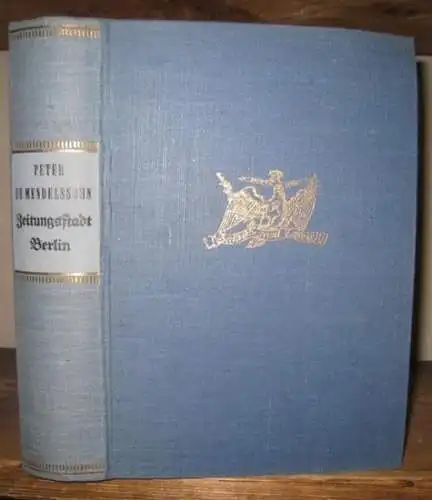 PETER
DE MENDELSSOHN
Zeitungsstadt
Berlin